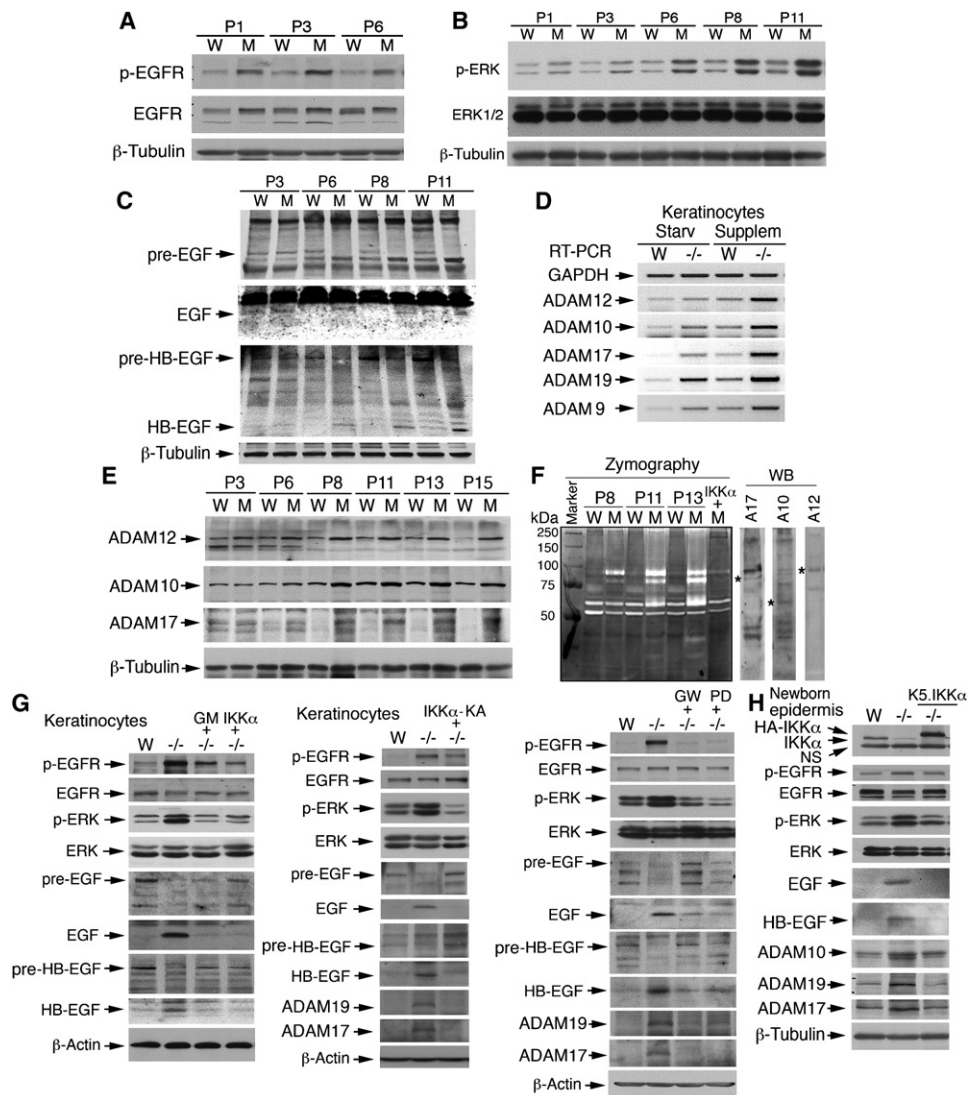 A
P1 P3 P6
W M W M W M
p-EGFR
EGFR
β-Tubulin
B
P1 P3 P6 P8 P11
W M W M W M W M W M
p-ERK
ERK1/2
β-Tubulin
C
P3 P6 P8 P11
W M W M W M W M
pre-EGF
EGF
pre-HB-EGF
HB-EGF
β-Tubulin
D
Keratinocytes
Starv Supplem
RT-PCR W -/- W -/-
GAPDH
ADAM12
ADAM10
ADAM17
ADAM19
ADAM 9
E
P3 P6 P8 P11 P13 P15
W M W M W M W M W M W M
ADAM12
ADAM10
ADAM17
β-Tubulin
F
Zymography
Marker P8 P11 P13 IKKα
+
kDa W M W M W M M
250
150
100
75
50
WB
A17 A10 A12
*
*
*
G
Keratinocytes GM IKKα
+ +
W -/- -/- -/-
p-EGFR
EGFR
p-ERK
ERK
pre-EGF
EGF
pre-HB-EGF
HB-EGF
β-Actin
Keratinocytes IKKα-KA
+
W -/- -/-
p-EGFR
EGFR
p-ERK
ERK
pre-EGF
EGF
pre-HB-EGF
HB-EGF
ADAM19
ADAM17
β-Actin
GW PD
+ +
W -/- -/- -/-
p-EGFR
EGFR
p-ERK
ERK
pre-EGF
EGF
pre-HB-EGF
HB-EGF
ADAM19
ADAM17
β-Actin
H
Newborn
epidermis
K5.IKKα
W -/- -/-
HA-IKKα
IKKα
NS
p-EGFR
EGFR
p-ERK
ERK
EGF
HB-EGF
ADAM10
ADAM19
ADAM17
β-Tubulin